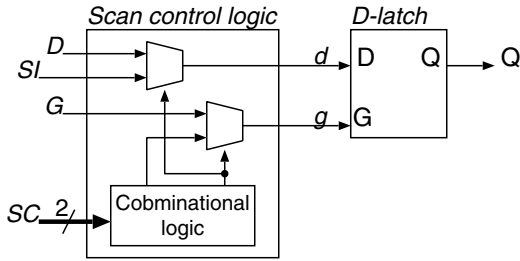 Scan control logic
D-latch
D
SI
d
D
Q
Q
G
g
G
SC
2
Cobminational
logic